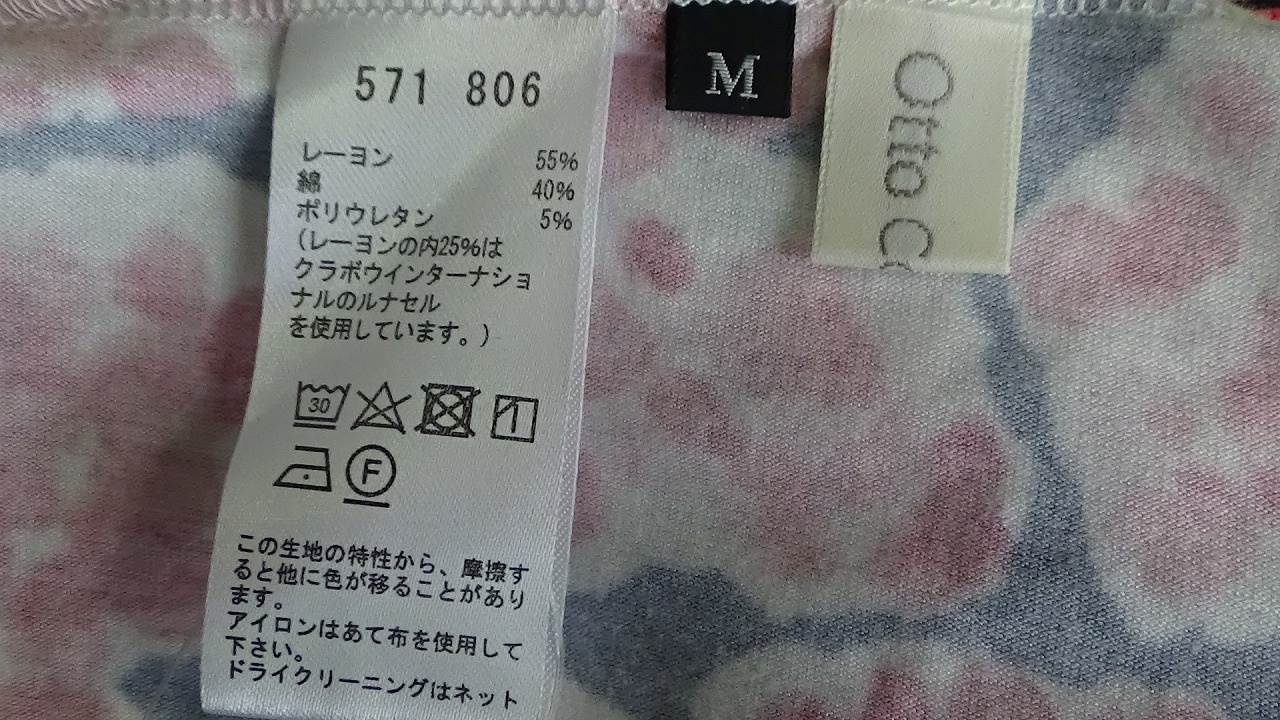 571 806
レーヨン 55%
綿 40%
ポリウレタン 5%
(レーヨンの内25%は
クラボウインターナショ
ナルのルナセル
を使用しています。)
30
F
この生地の特性から、摩擦す
ると他に色が移ることがあり
ます。
アイロンはあて布を使用して
下さい。
ドライクリーニングはネット
M
Otto